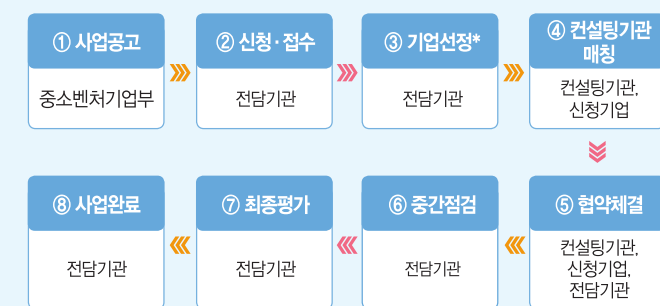 ① 사업공고
중소벤처기업부
② 신청·접수
전담기관
③ 기업선정*
전담기관
④ 컨설팅기관
매칭
컨설팅기관,
신청기업
⑤ 협약체결
컨설팅기관,
신청기업,
전담기관
⑥ 중간점검
전담기관
⑦ 최종평가
전담기관
⑧ 사업완료
전담기관